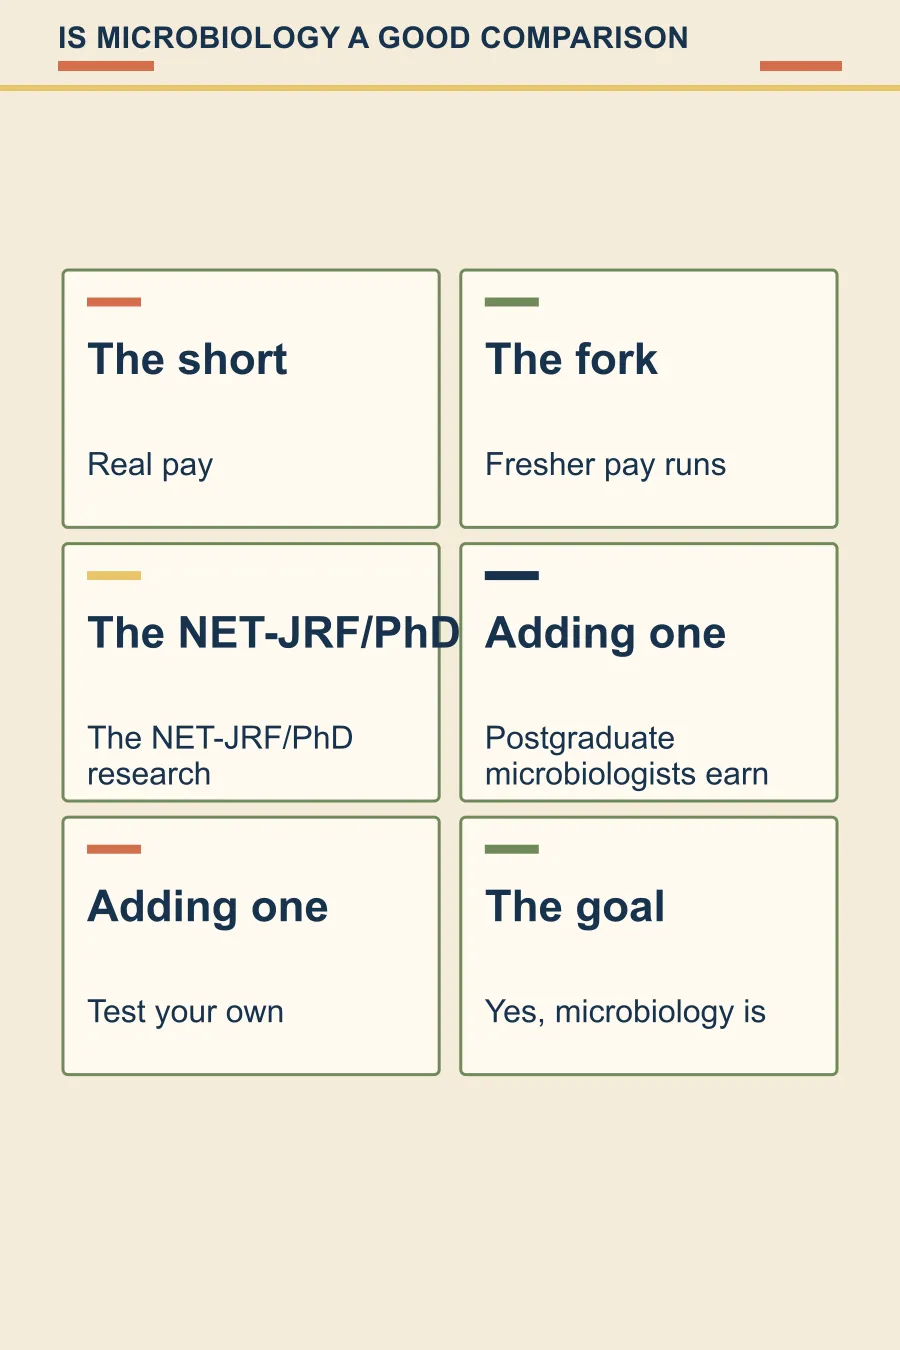 IS MICROBIOLOGY A GOOD COMPARISON
The short
Real pay
The fork
Fresher pay runs
The NET-JRF/PhD
The NET-JRF/PhD
research
Adding one
Postgraduate
microbiologists earn
Adding one
Test your own
The goal
Yes, microbiology is